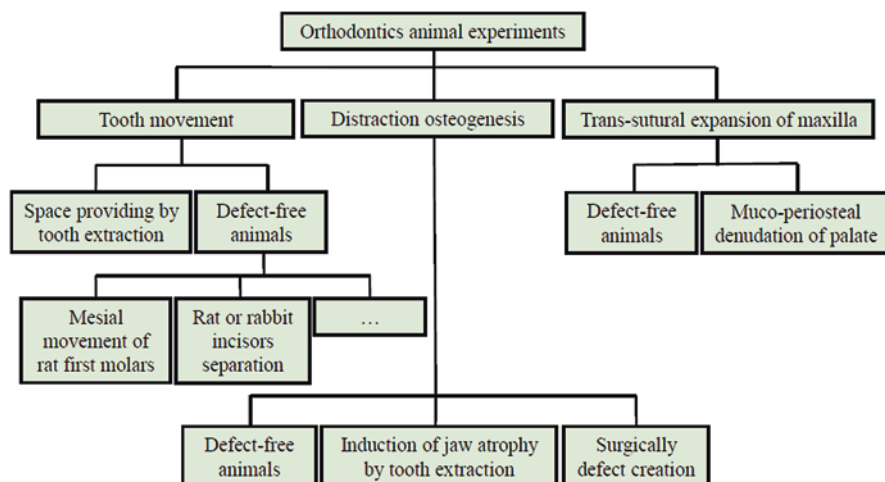 Orthodontics animal experiments
Tooth movement
Distraction osteogenesis
Trans-sutural expansion of maxilla
Space providing by
tooth extraction
Defect-free
animals
Defect-free
animals
Muco-periosteal
denudation of palate
Mesial
movement of
rat first molars
Rat or rabbit
incisors
separation
…
Defect-free
animals
Induction of jaw atrophy
by tooth extraction
Surgically
defect creation